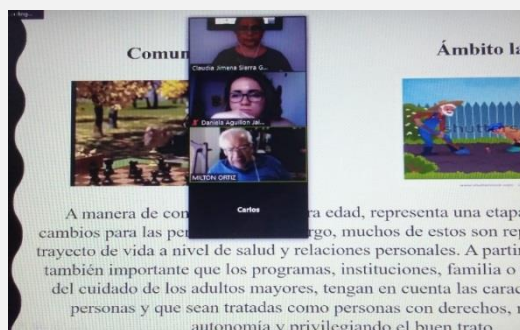 Comun
Ámbito la
Claudia Jimena Sierra G...
Daniela Aguillon Jai...
MILTON ORTIZ
Carlos
A manera de con ra edad, representa una etapa
cambios para las per rgo, muchos de estos son rep
trayecto de vida a nivel de salud y relaciones personales. A partir
también importante que los programas, instituciones, familia o
del cuidado de los adultos mayores, tengan en cuenta las carac
personas y que sean tratadas como personas con derechos,
autonomía y privilegiando el buen trato